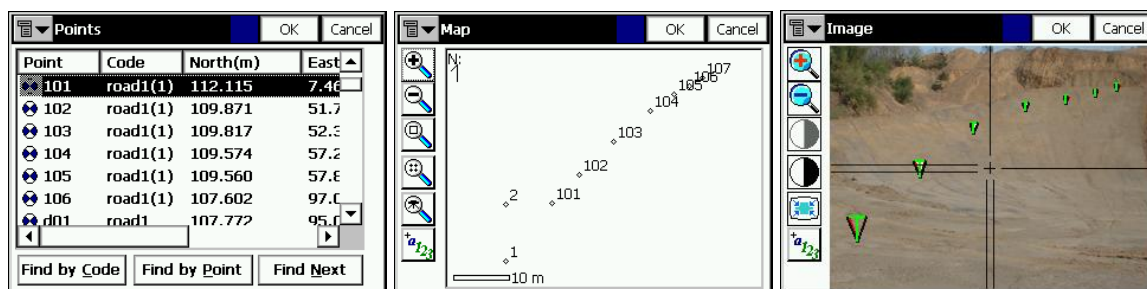 Points OK Cancel
Point Code North(m) East
101 road1(1) 112.115 7.46
102 road1(1) 109.871 51.7
103 road1(1) 109.817 52.3
104 road1(1) 109.574 57.2
105 road1(1) 109.560 57.8
106 road1(1) 107.602 97.0
d01 road1 107.772 95.0
Find by Code Find by Point Find Next
Map OK Cancel
N:
107
106
105
104
103
102
2 101
1
10 m
+a123
Image OK Cancel
+a123